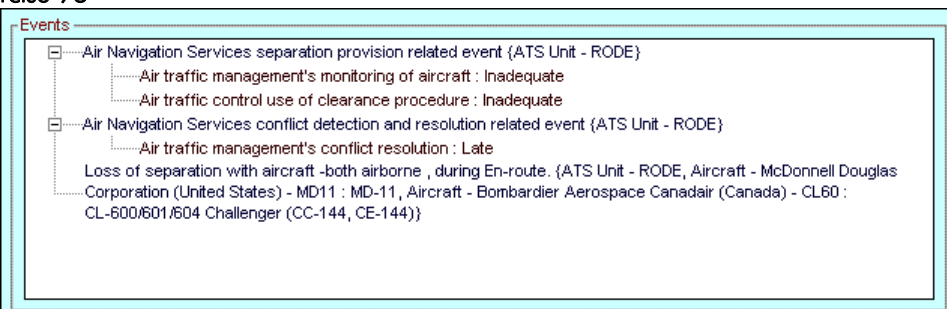 Events
Air Navigation Services separation provision related event {ATS Unit - RODE}
Air traffic management's monitoring of aircraft : Inadequate
Air traffic control use of clearance procedure : Inadequate
Air Navigation Services conflict detection and resolution related event {ATS Unit - RODE}
Air traffic management's conflict resolution : Late
Loss of separation with aircraft -both airborne , during En-route. {ATS Unit - RODE, Aircraft - McDonnell Douglas
Corporation (United States) - MD11 : MD-11, Aircraft - Bombardier Aerospace Canadair (Canada) - CL60 :
CL-600/601/604 Challenger (CC-144, CE-144)}